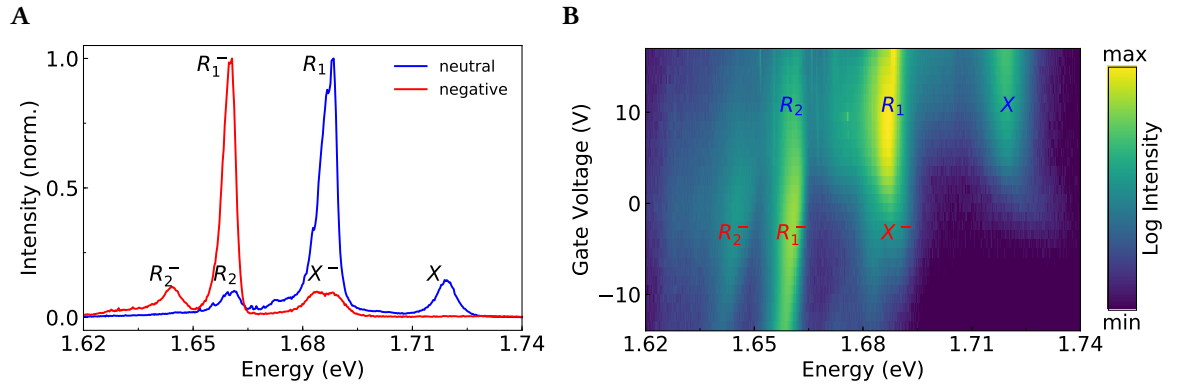 A
B
Intensity (norm.)
1.0
0.5
0.0
R₁⁻
R₁
neutral
negative
R₂⁻
R₂
X⁻
X
1.62 1.65 1.68 1.71 1.74
Energy (eV)
Gate Voltage (V)
10
0
−10
R₂
R₁
X
R₂⁻
R₁⁻
X⁻
1.62 1.65 1.68 1.71 1.74
Energy (eV)
max
Log Intensity
min